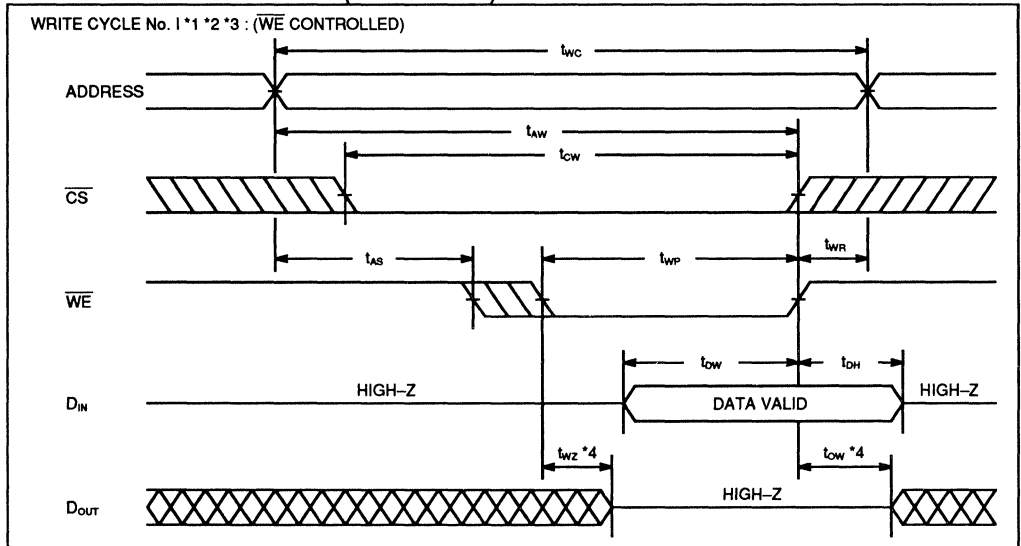 WRITE CYCLE No. I *1 *2 *3 : (WE CONTROLLED)
tWC
ADDRESS
tAW
tCW
CS
tAS
tWP
tWR
WE
tDW
tDH
DIN
HIGH–Z
DATA VALID
HIGH–Z
tWZ *4
tOW *4
DOUT
HIGH–Z